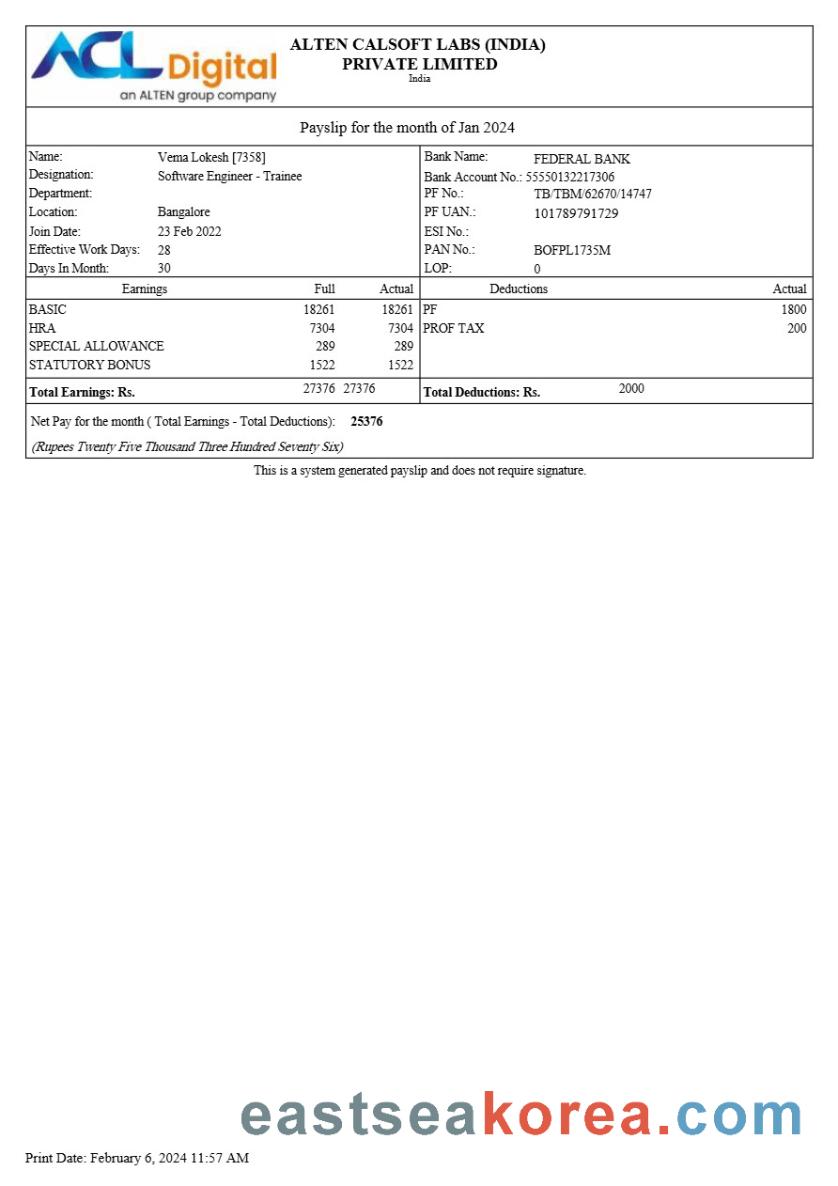 ACL Digital
an ALTEN group company
ALTEN CALSOFT LABS (INDIA)
PRIVATE LIMITED
India
Payslip for the month of Jan 2024
Name: Vema Lokesh [7358]
Designation: Software Engineer - Trainee
Department:
Location: Bangalore
Join Date: 23 Feb 2022
Effective Work Days: 28
Days In Month: 30
Bank Name: FEDERAL BANK
Bank Account No.: 55550132217306
PF No.: TB/TBM/62670/14747
PF UAN.: 101789791729
ESI No.:
PAN No.: BOFPL1735M
LOP: 0
Earnings Full Actual Deductions Actual
BASIC 18261 18261 PF 1800
HRA 7304 7304 PROF TAX 200
SPECIAL ALLOWANCE 289 289
STATUTORY BONUS 1522 1522
Total Earnings: Rs. 27376 27376 Total Deductions: Rs. 2000
Net Pay for the month ( Total Earnings - Total Deductions): 25376
(Rupees Twenty Five Thousand Three Hundred Seventy Six)
This is a system generated payslip and does not require signature.
eastseakorea.com
Print Date: February 6, 2024 11:57 AM